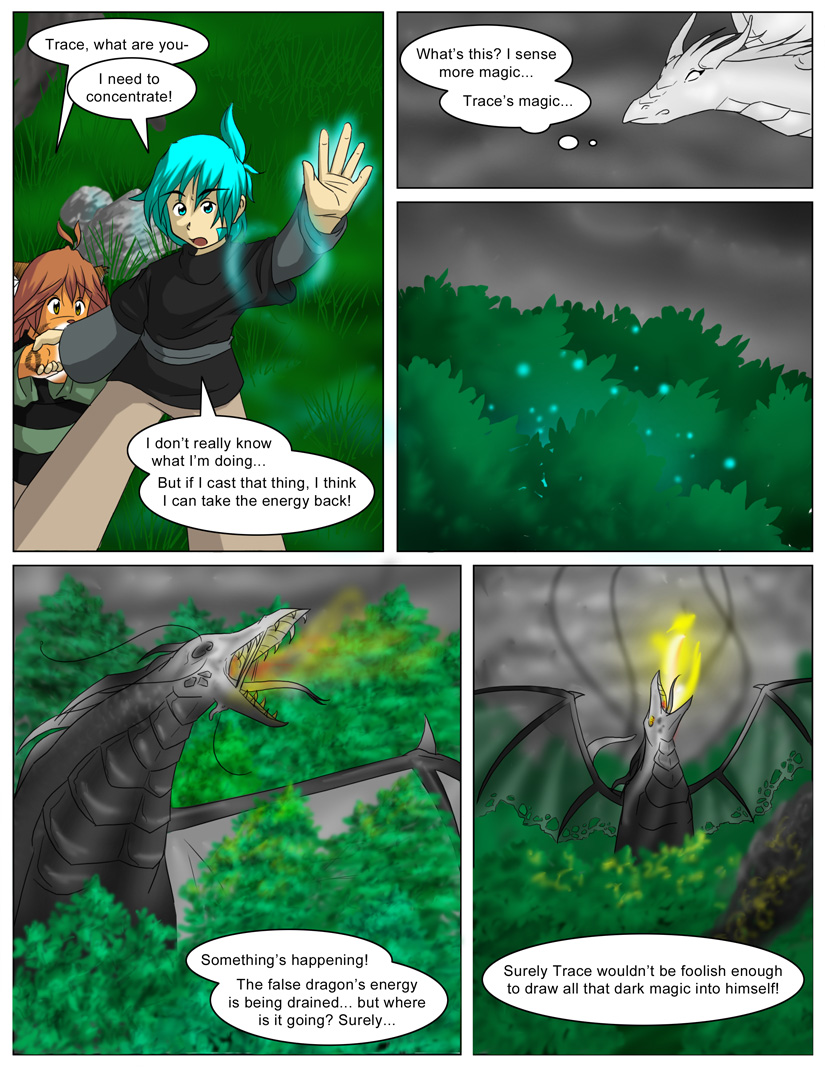 Trace, what are you-
I need to
concentrate!
I don't really know
what I'm doing...
But if I cast that thing, I think
I can take the energy back!
What's this? I sense
more magic...
Trace's magic...
Something's happening!
The false dragon's energy
is being drained... but where
is it going? Surely...
Surely Trace wouldn't be foolish enough
to draw all that dark magic into himself!